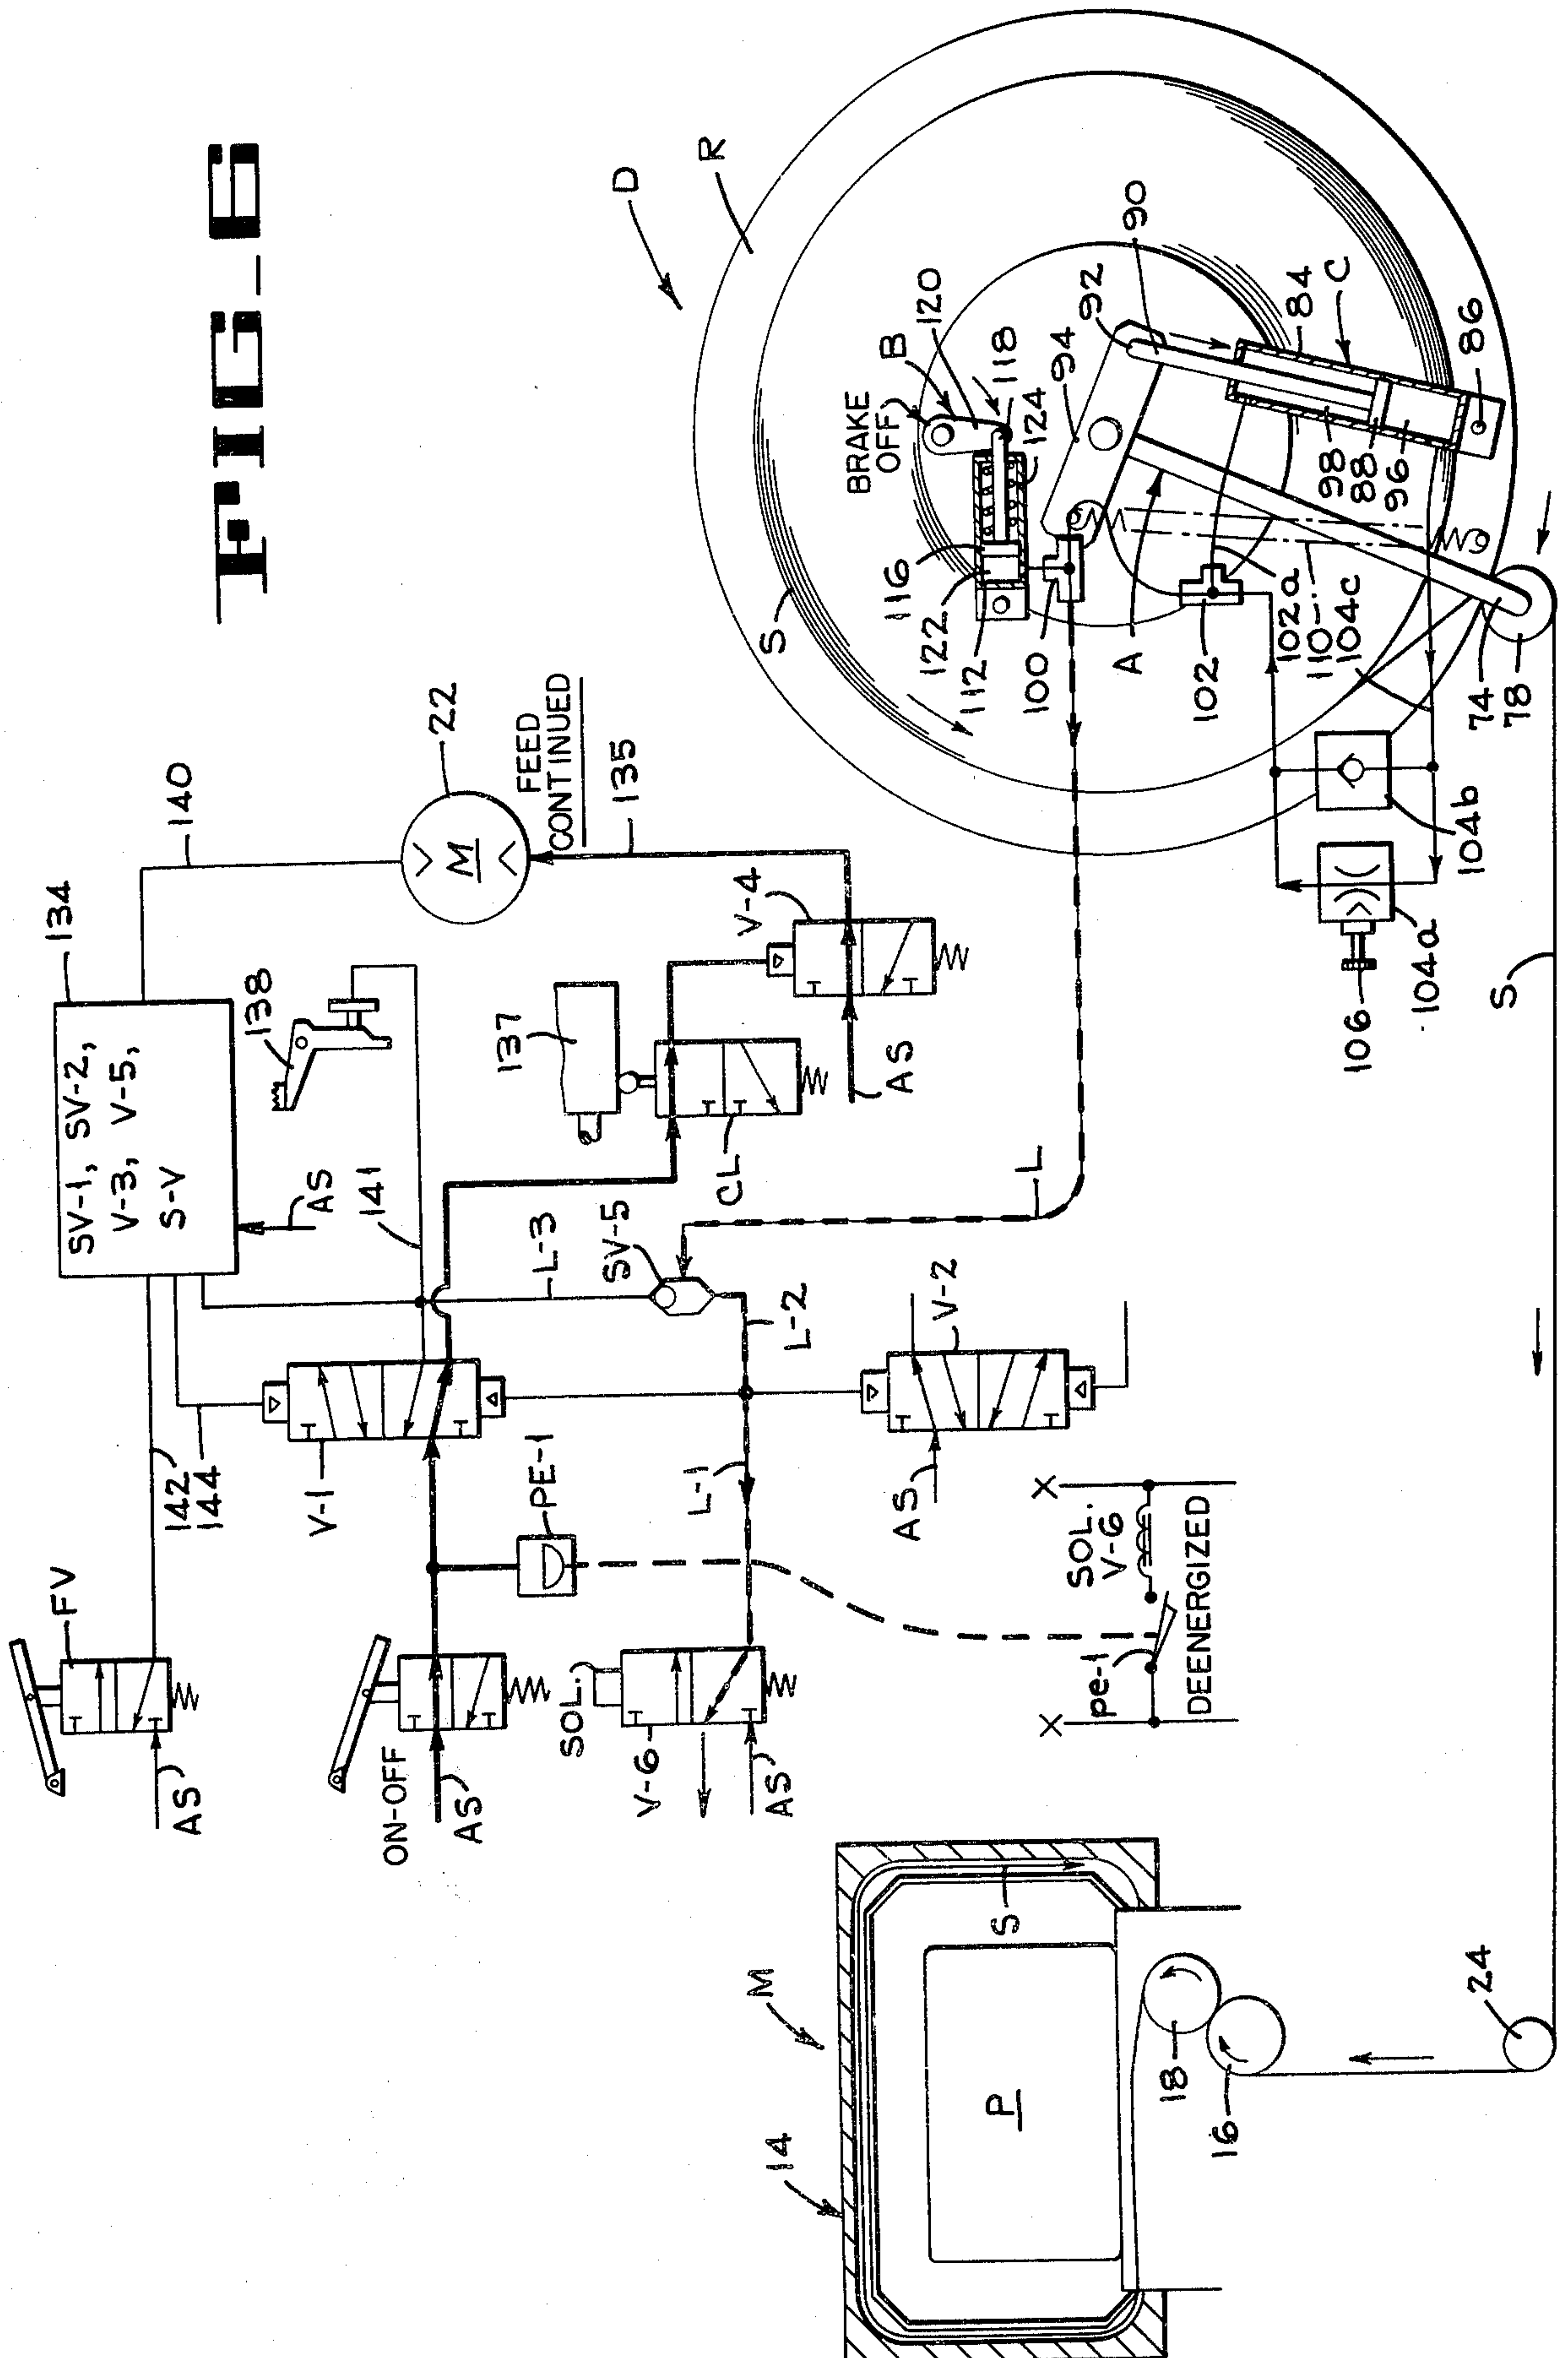 FIG_6
134
SV-1, SV-2,
V-3, V-5,
S-V
AS
FV
AS
142
144
138
141
140
22
M
FEED
CONTINUED
135
V-4
137
AS
CL
L-3
SV-5
L
L-2
L-1
V-1
PE-1
ON-OFF
AS
SOL.
V-6
AS
V-2
AS
X
X
SOL.
V-6
pe-1
DEENERGIZED
D
R
S
BRAKE
OFF
B
120
118
124
116
122
112
100
94
92
90
A
84
C
98
88
96
86
102
102a
110
104c
74
78
104b
104a
106
S
M
14
P
S
18
16
24